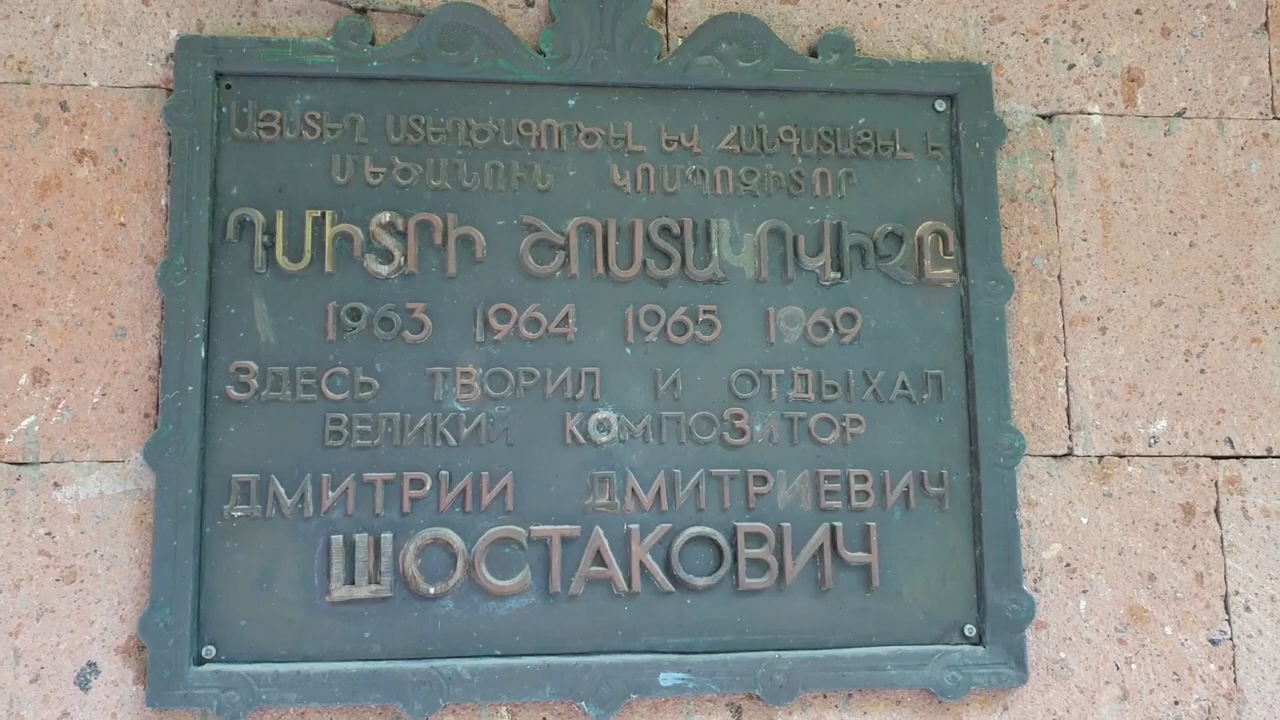 ԱՅՍՏԵՂ ՍՏԵՂԾԱԳՈՐԾԵԼ ԵՎ ՀԱՆԳՍՏԱՑԵԼ Է
ՄԵԾԱՆՈՒՆ ԿՈՄՊՈԶԻՏՈՐ
ԴՄԻՏՐԻ ՇՈՍՏԱԿՈՎԻՉԸ
1963 1964 1965 1969
ЗДЕСЬ ТВОРИЛ И ОТДЫХАЛ
ВЕЛИКИЙ КОМПОЗИТОР
ДМИТРИИ ДМИТРИЕВИЧ
ШОСТАКОВИЧ